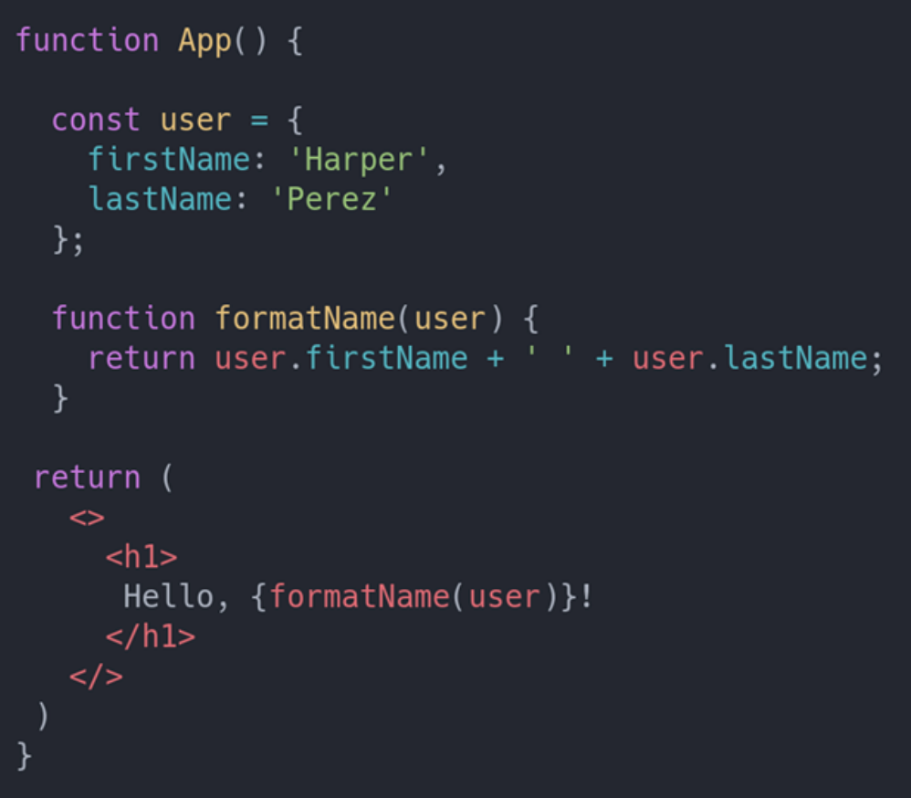 function App() {
const user = {
firstName: 'Harper',
lastName: 'Perez'
};
function formatName(user) {
return user.firstName + ' ' + user.lastName;
}
return (
<>
<h1>
Hello, {formatName(user)}!
</h1>
</>
)
}